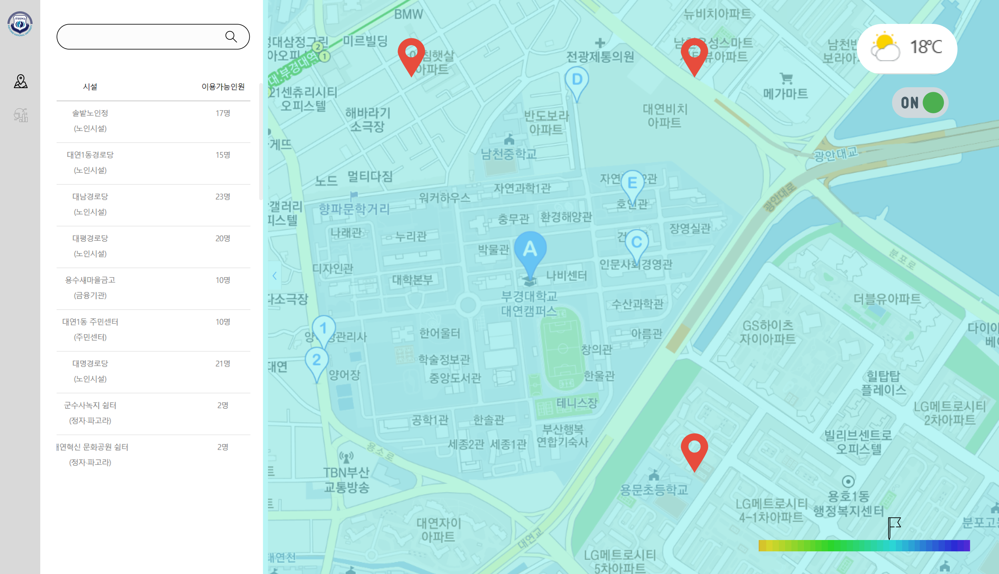 부경대학교
PUKYONG NATIONAL UNIVERSITY
시설
이용가능인원
솔밭노인정
17명
(노인시설)
대연1동경로당
15명
(노인시설)
대남경로당
23명
(노인시설)
대평경로당
20명
(노인시설)
용수새마을금고
10명
(금융기관)
대연1동 주민센터
10명
(주민센터)
대명경로당
21명
(노인시설)
군수사녹지 쉼터
2명
(정자·파고라)
연혁신 문화공원 쉼터
2명
(정자·파고라)
BMW
뉴비치아파트
대삼정그린
아오피
미르빌딩
2
1
침햇살
아파트
전광제통의원
남천
스마트
뷰아파트
남천
보라아
18℃
ON
대.부경대역
D
21센츄리시티
오피스텔
메가마트
해바라기
소극장
반도보라
아파트
대연비치
아파트
게뜨
남천중학교
광안대교
노드
멀티다짐
자연
2관
E
자연과학1관
워커하우스
광안대로
갤러리
피스텔
향파문학거리
호연관
충무관
환경해양관
나래관
누리관
장영실관
건
C
박물관
A
인문사회경영관
분포로
디자인관
대학본부
나비센터
부경대학교
대연캠퍼스
다소극장
수산과학관
더블유아파트
1
양
관리사
한어울터
아름관
GS하이츠
자이아파트
다이
베
창의관
2
학술정보관
대연
양어장
중앙도서관
한울관
힐탑탑
플레이스
테니스장
LG메트로시티
2차아파트
공학1관
한솔관
부산행복
연합기숙사
세종2관
세종1관
빌리브센트로
오피스텔
용소로
TBN부산
교통방송
용문초등학교
용호1동
행정복지센터
LG메트로시티
4-1차아파트
분포고
대연자이
아파트
대연교
대연천
LG메트로시티
5차아파트